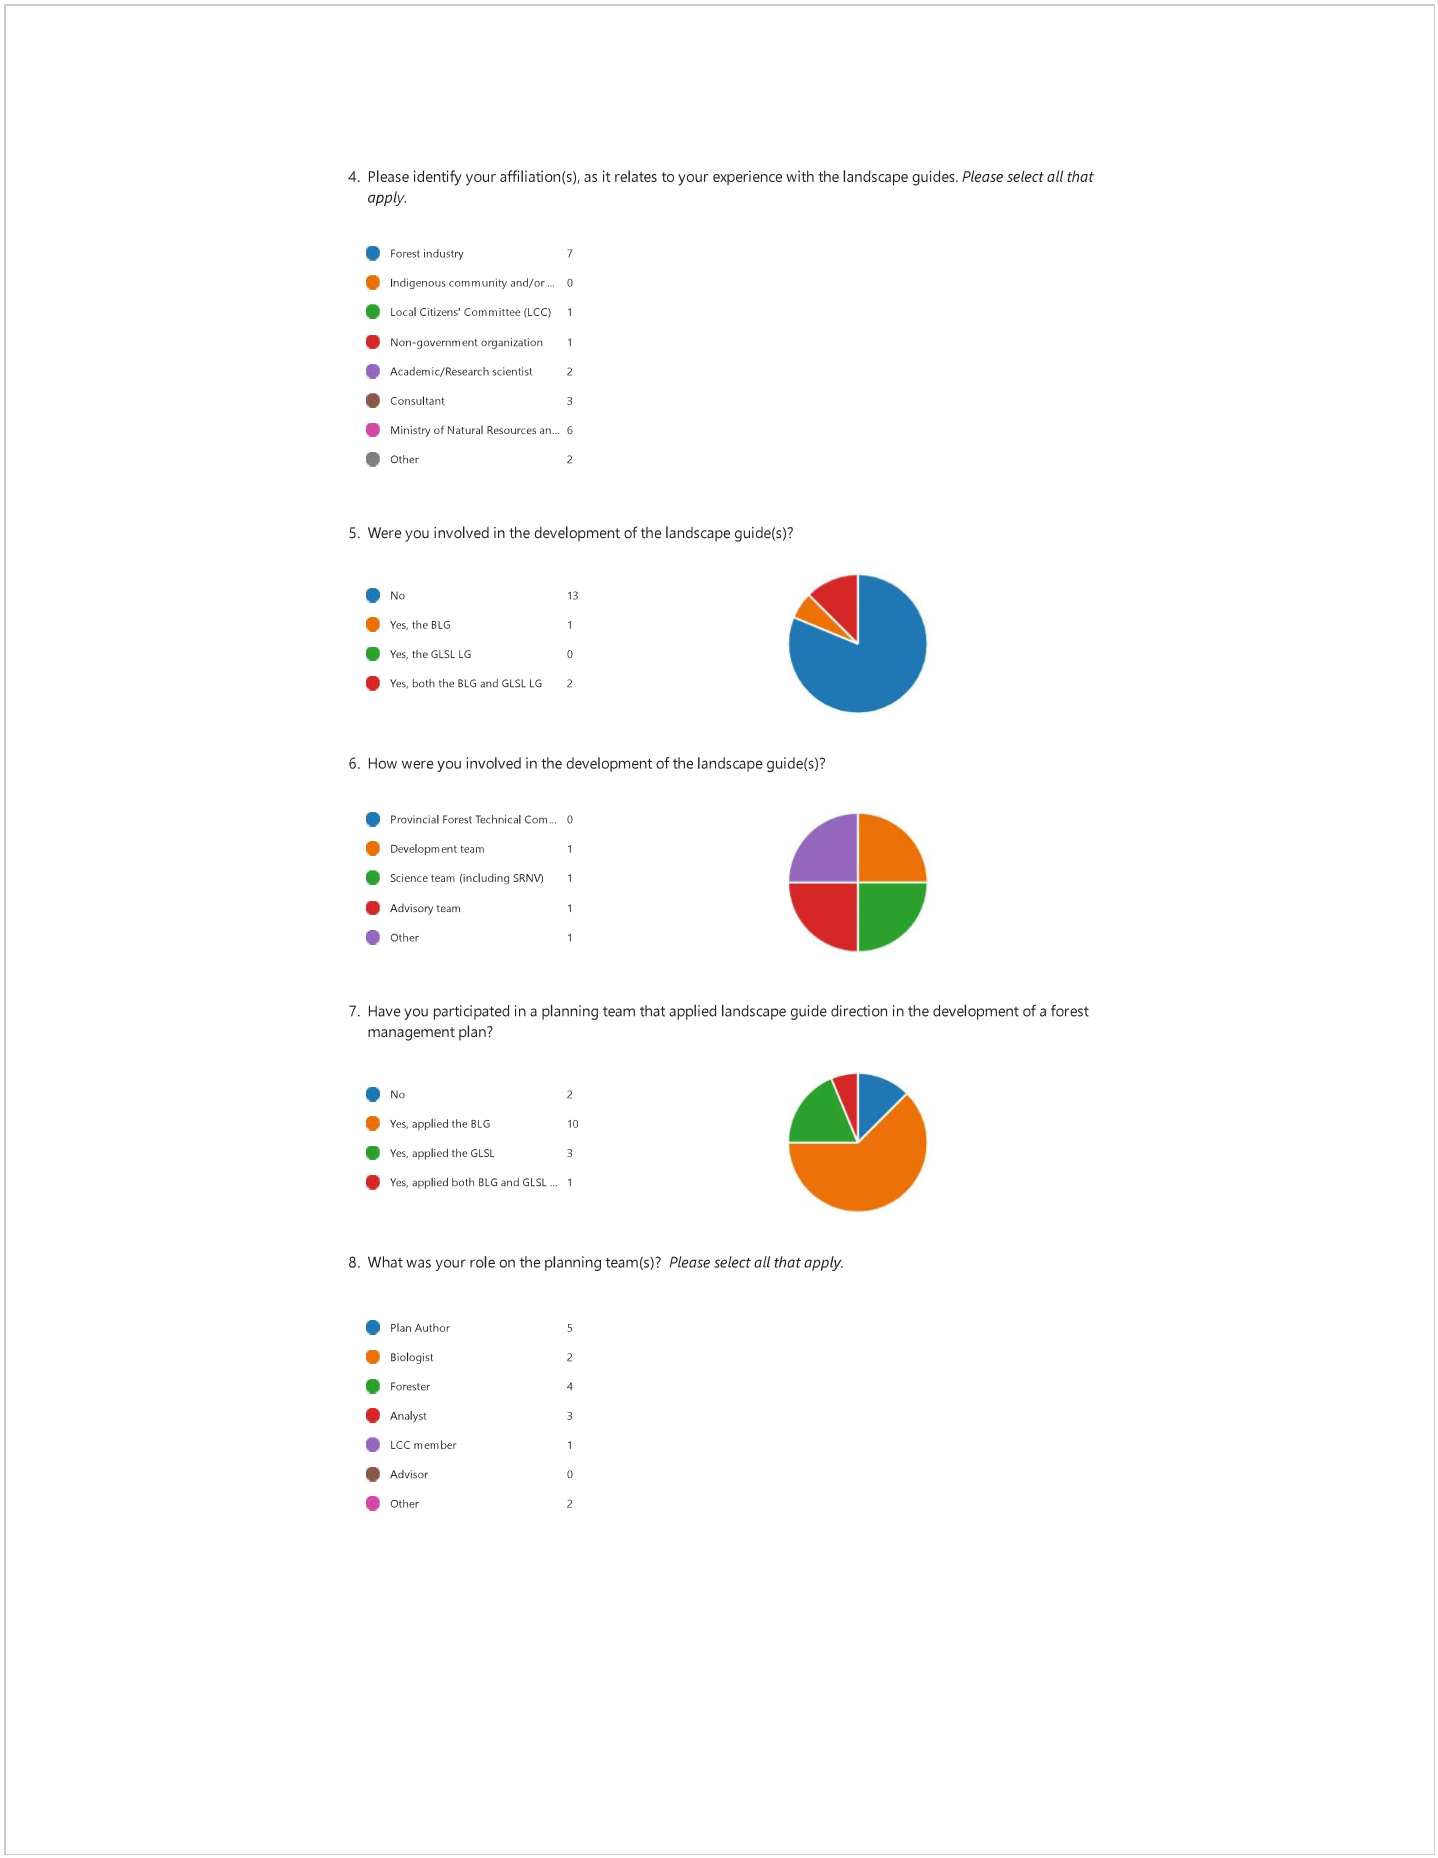 4. Please identify your affiliation(s), as it relates to your experience with the landscape guides. Please select all that
apply.
Forest industry 7
Indigenous community and/or ... 0
Local Citizens' Committee (LCC) 1
Non-government organization 1
Academic/Research scientist 2
Consultant 3
Ministry of Natural Resources an... 6
Other 2
5. Were you involved in the development of the landscape guide(s)?
No 13
Yes, the BLG 1
Yes, the GLSL LG 0
Yes, both the BLG and GLSL LG 2
6. How were you involved in the development of the landscape guide(s)?
Provincial Forest Technical Com... 0
Development team 1
Science team (including SRNV) 1
Advisory team 1
Other 1
7. Have you participated in a planning team that applied landscape guide direction in the development of a forest
management plan?
No 2
Yes, applied the BLG 10
Yes, applied the GLSL 3
Yes, applied both BLG and GLSL ... 1
8. What was your role on the planning team(s)? Please select all that apply.
Plan Author 5
Biologist 2
Forester 4
Analyst 3
LCC member 1
Advisor 0
Other 2